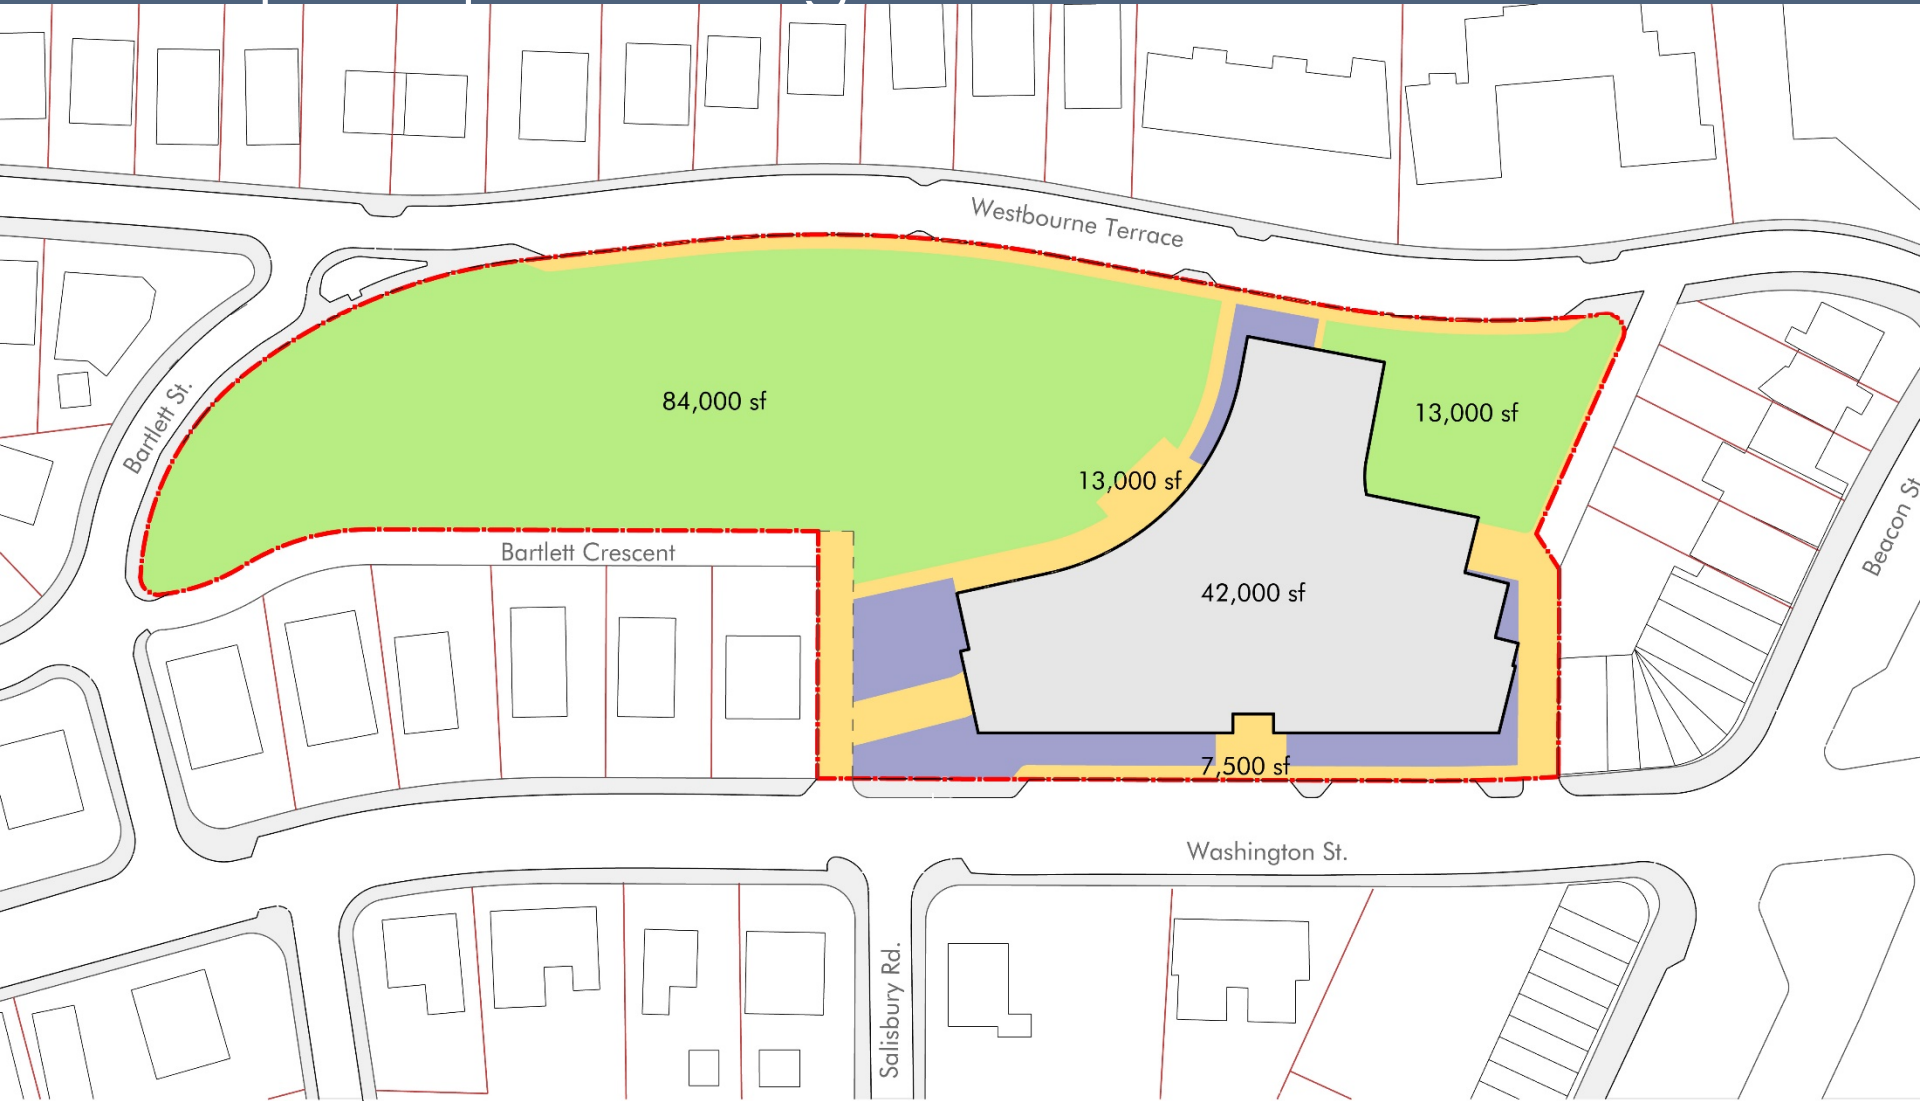 Westbourne Terrace
Bartlett St.
84,000 sf
13,000 sf
13,000 sf
Beacon St
Bartlett Crescent
42,000 sf
7,500 sf
Washington St.
Salisbury Rd.